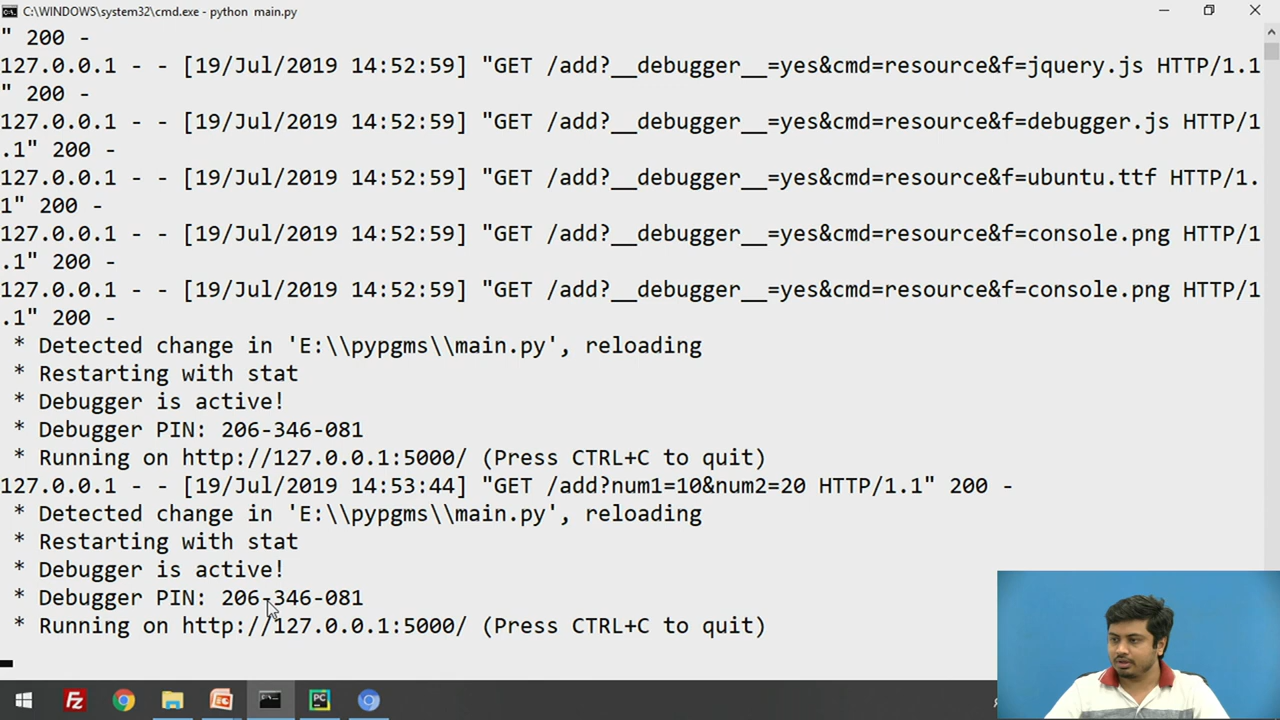 C:\WINDOWS\system32\cmd.exe - python  main.py
" 200 -
127.0.0.1 - - [19/Jul/2019 14:52:59] "GET /add?__debugger__=yes&cmd=resource&f=jquery.js HTTP/1.1
" 200 -
127.0.0.1 - - [19/Jul/2019 14:52:59] "GET /add?__debugger__=yes&cmd=resource&f=debugger.js HTTP/1
.1" 200 -
127.0.0.1 - - [19/Jul/2019 14:52:59] "GET /add?__debugger__=yes&cmd=resource&f=ubuntu.ttf HTTP/1.
1" 200 -
127.0.0.1 - - [19/Jul/2019 14:52:59] "GET /add?__debugger__=yes&cmd=resource&f=console.png HTTP/1
.1" 200 -
127.0.0.1 - - [19/Jul/2019 14:52:59] "GET /add?__debugger__=yes&cmd=resource&f=console.png HTTP/1
.1" 200 -
 * Detected change in 'E:\\pypgms\\main.py', reloading
 * Restarting with stat
 * Debugger is active!
 * Debugger PIN: 206-346-081
 * Running on http://127.0.0.1:5000/ (Press CTRL+C to quit)
127.0.0.1 - - [19/Jul/2019 14:53:44] "GET /add?num1=10&num2=20 HTTP/1.1" 200 -
 * Detected change in 'E:\\pypgms\\main.py', reloading
 * Restarting with stat
 * Debugger is active!
 * Debugger PIN: 206-346-081
 * Running on http://127.0.0.1:5000/ (Press CTRL+C to quit)
Fz
PC